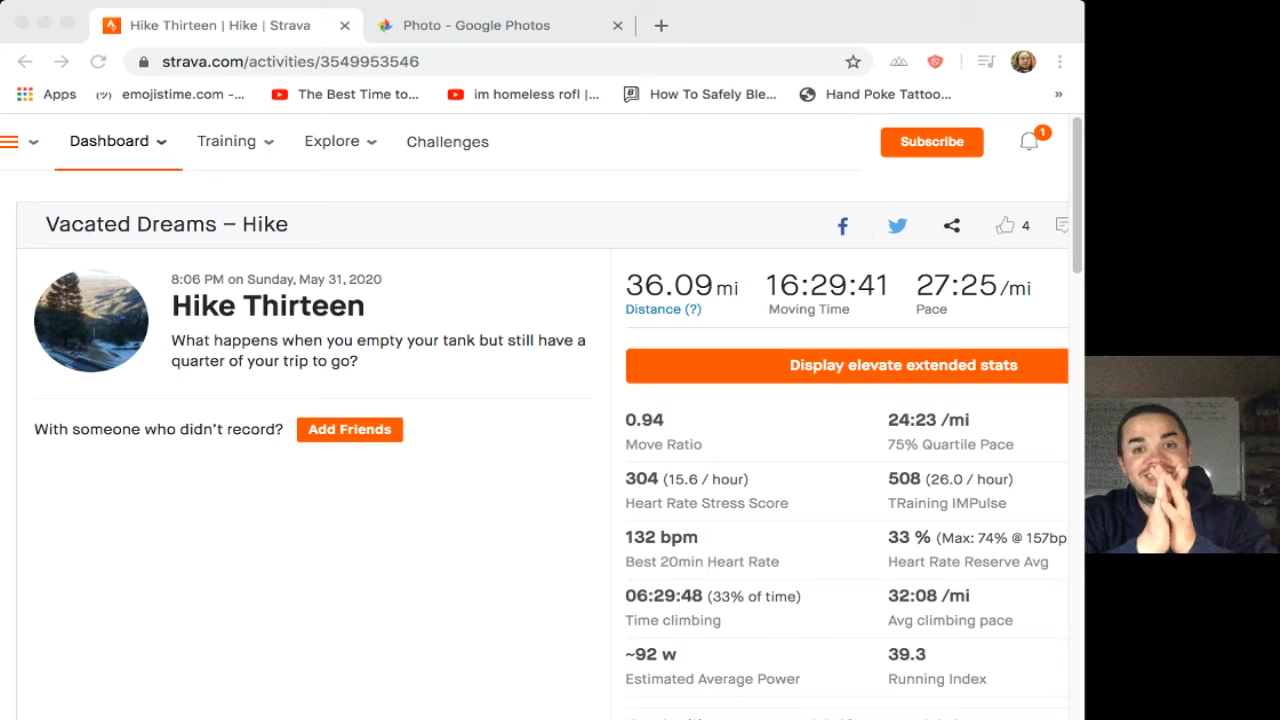 Hike Thirteen | Hike | Strava
Photo - Google Photos
strava.com/activities/3549953546
Apps
(ツ) emojistime.com -...
The Best Time to...
im homeless rofl |...
How To Safely Ble...
Hand Poke Tattoo...
»
Dashboard
Training
Explore
Challenges
Subscribe
1
Vacated Dreams – Hike
4
8:06 PM on Sunday, May 31, 2020
Hike Thirteen
What happens when you empty your tank but still have a
quarter of your trip to go?
With someone who didn't record?
Add Friends
36.09 mi 16:29:41 27:25 /mi
Distance (?) Moving Time Pace
Display elevate extended stats
0.94 24:23 /mi
Move Ratio 75% Quartile Pace
304 (15.6 / hour) 508 (26.0 / hour)
Heart Rate Stress Score TRaining IMPulse
132 bpm 33 % (Max: 74% @ 157bp
Best 20min Heart Rate Heart Rate Reserve Avg
06:29:48 (33% of time) 32:08 /mi
Time climbing Avg climbing pace
~92 w 39.3
Estimated Average Power Running Index